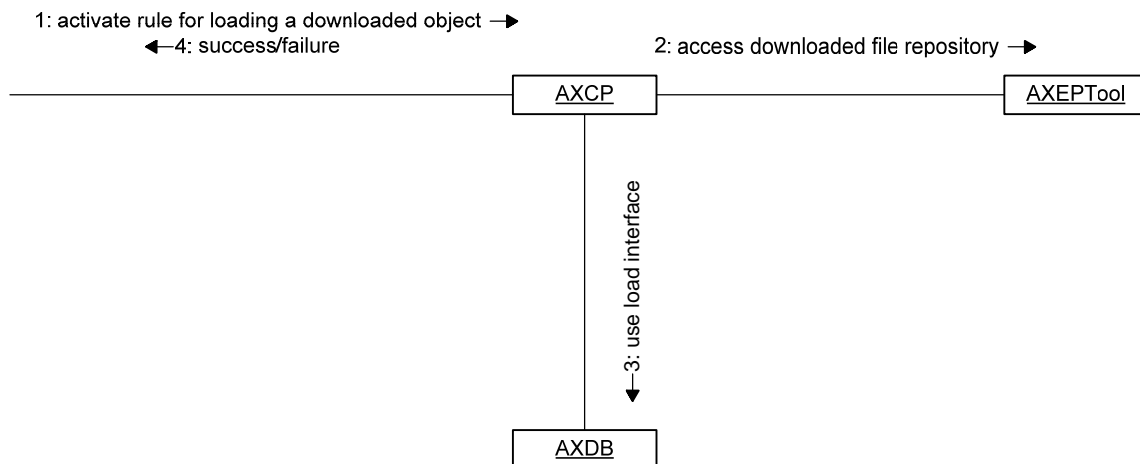 1: activate rule for loading a downloaded object
4: success/failure
2: access downloaded file repository
AXCP
AXEPTool
3: use load interface
AXDB